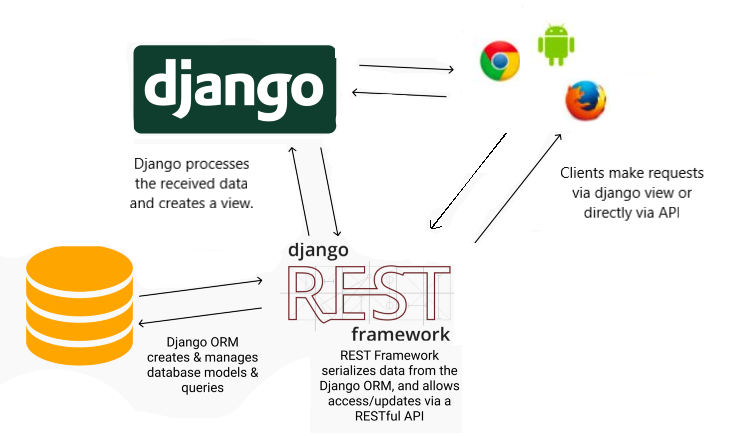 django
Django processes
the received data
and creates a view.
Clients make requests
via django view or
directly via API
django
REST
framework
Django ORM
creates & manages
database models &
queries
REST Framework
serializes data from the
Django ORM, and allows
access/updates via a
RESTful API